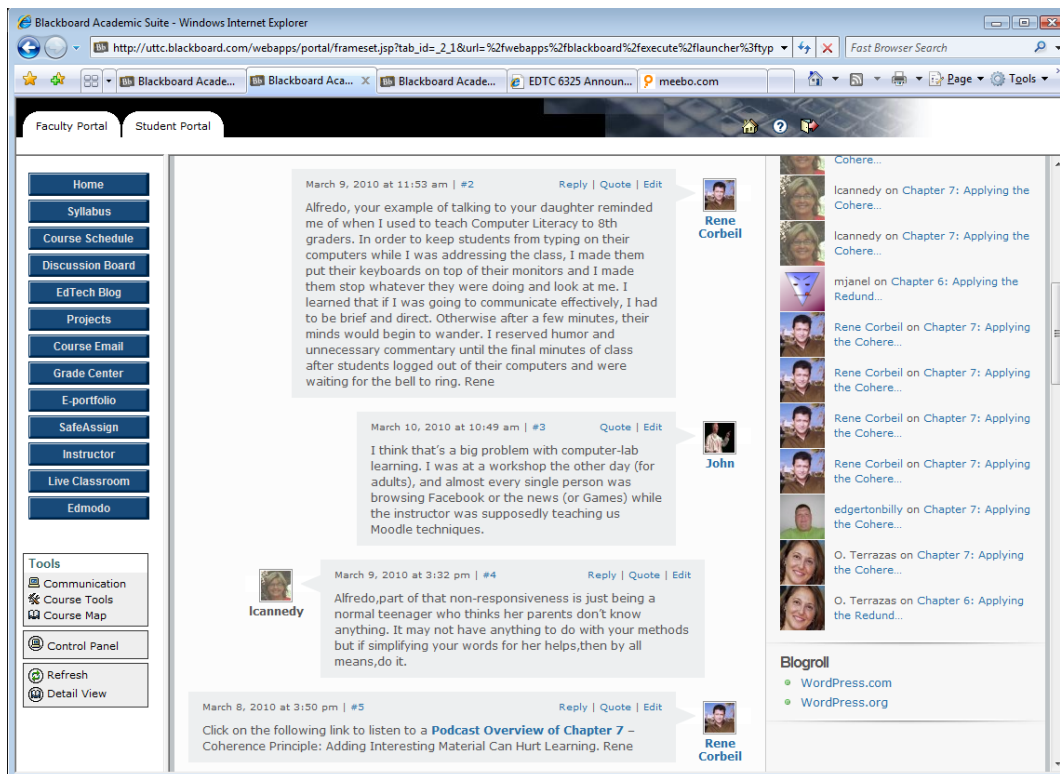 Blackboard Academic Suite - Windows Internet Explorer
http://uttc.blackboard.com/webapps/portal/frameset.jsp?tab_id=_2_1&url=%2fwebapps%2fblackboard%2fexecute%2flauncher%3ftyp
Fast Browser Search
Blackboard Acade...
Blackboard Aca...
Blackboard Acade...
EDTC 6325 Announ...
meebo.com
Page
Tools
Faculty Portal
Student Portal
Home
Syllabus
Course Schedule
Discussion Board
EdTech Blog
Projects
Course Email
Grade Center
E-portfolio
SafeAssign
Instructor
Live Classroom
Edmodo
Tools
Communication
Course Tools
Course Map
Control Panel
Refresh
Detail View
March 9, 2010 at 11:53 am | #2 Reply | Quote | Edit
Alfredo, your example of talking to your daughter reminded
me of when I used to teach Computer Literacy to 8th
graders. In order to keep students from typing on their
computers while I was addressing the class, I made them
put their keyboards on top of their monitors and I made
them stop whatever they were doing and look at me. I
learned that if I was going to communicate effectively, I had
to be brief and direct. Otherwise after a few minutes, their
minds would begin to wander. I reserved humor and
unnecessary commentary until the final minutes of class
after students logged out of their computers and were
waiting for the bell to ring. Rene
Rene
Corbeil
March 10, 2010 at 10:49 am | #3 Quote | Edit
I think that's a big problem with computer-lab
learning. I was at a workshop the other day (for
adults), and almost every single person was
browsing Facebook or the news (or Games) while
the instructor was supposedly teaching us
Moodle techniques.
John
lcannedy
March 9, 2010 at 3:32 pm | #4 Reply | Quote | Edit
Alfredo,part of that non-responsiveness is just being a
normal teenager who thinks her parents don't know
anything. It may not have anything to do with your methods
but if simplifying your words for her helps,then by all
means,do it.
March 8, 2010 at 3:50 pm | #5 Reply | Quote | Edit
Click on the following link to listen to a Podcast Overview of Chapter 7 –
Coherence Principle: Adding Interesting Material Can Hurt Learning. Rene
Rene
Corbeil
Cohere...
lcannedy on Chapter 7: Applying the
Cohere...
lcannedy on Chapter 7: Applying the
Cohere...
mjanel on Chapter 6: Applying the
Redund...
Rene Corbeil on Chapter 7: Applying
the Cohere...
Rene Corbeil on Chapter 7: Applying
the Cohere...
Rene Corbeil on Chapter 7: Applying
the Cohere...
Rene Corbeil on Chapter 7: Applying
the Cohere...
edgertonbilly on Chapter 7: Applying
the Cohere...
O. Terrazas on Chapter 7: Applying
the Cohere...
O. Terrazas on Chapter 6: Applying
the Redund...
Blogroll
WordPress.com
WordPress.org